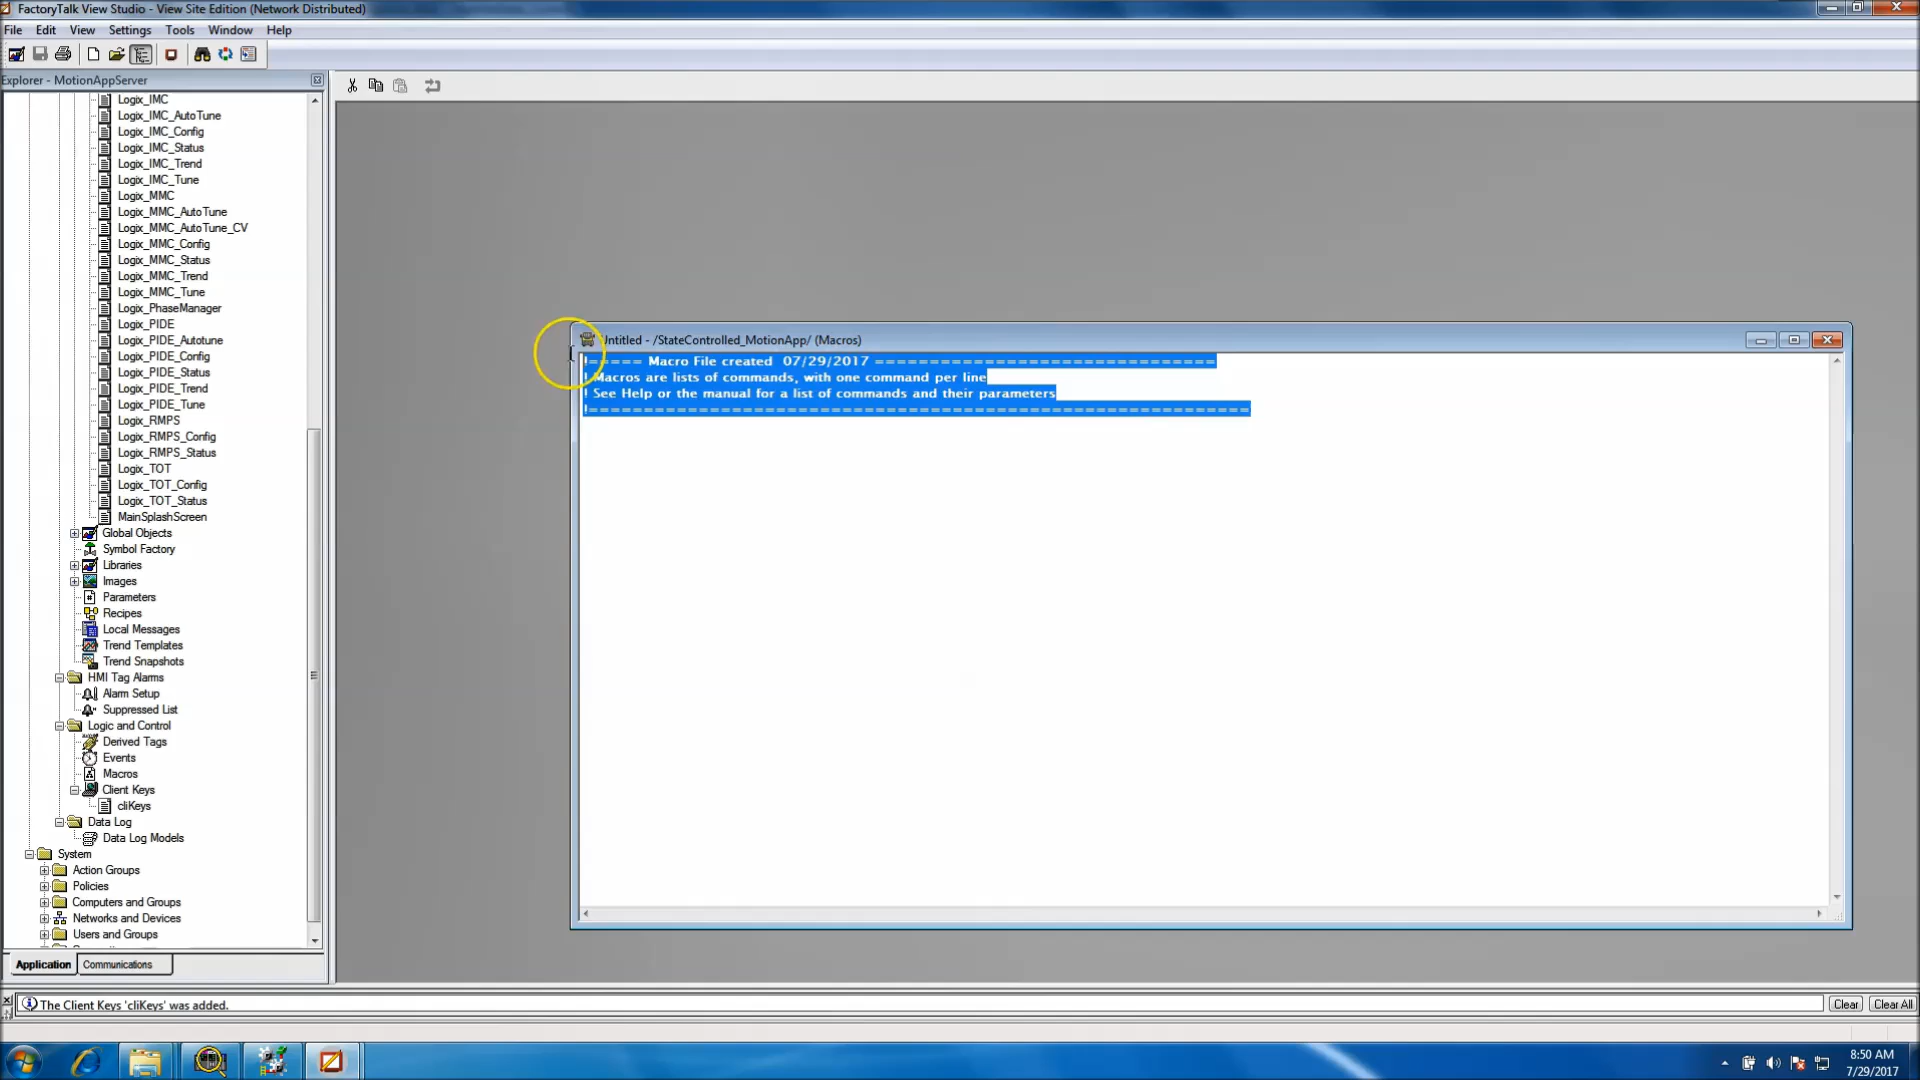 FactoryTalk View Studio - View Site Edition (Network Distributed)
File Edit View Settings Tools Window Help
Explorer - MotionAppServer
Logix_IMC
Logix_IMC_AutoTune
Logix_IMC_Config
Logix_IMC_Status
Logix_IMC_Trend
Logix_IMC_Tune
Logix_MMC
Logix_MMC_AutoTune
Logix_MMC_AutoTune_CV
Logix_MMC_Config
Logix_MMC_Status
Logix_MMC_Trend
Logix_MMC_Tune
Logix_PhaseManager
Logix_PIDE
Logix_PIDE_Autotune
Logix_PIDE_Config
Logix_PIDE_Status
Logix_PIDE_Trend
Logix_PIDE_Tune
Logix_RMPS
Logix_RMPS_Config
Logix_RMPS_Status
Logix_TOT
Logix_TOT_Config
Logix_TOT_Status
MainSplashScreen
Global Objects
Symbol Factory
Libraries
Images
Parameters
Recipes
Local Messages
Trend Templates
Trend Snapshots
HMI Tag Alarms
Alarm Setup
Suppressed List
Logic and Control
Derived Tags
Events
Macros
Client Keys
cliKeys
Data Log
Data Log Models
System
Action Groups
Policies
Computers and Groups
Networks and Devices
Users and Groups
Application Communications
Untitled - /StateControlled_MotionApp/ (Macros)
!===== Macro File created 07/29/2017 ===============================
! Macros are lists of commands, with one command per line
! See Help or the manual for a list of commands and their parameters
!============================================================
The Client Keys 'cliKeys' was added.
Clear Clear All
8:50 AM
7/29/2017